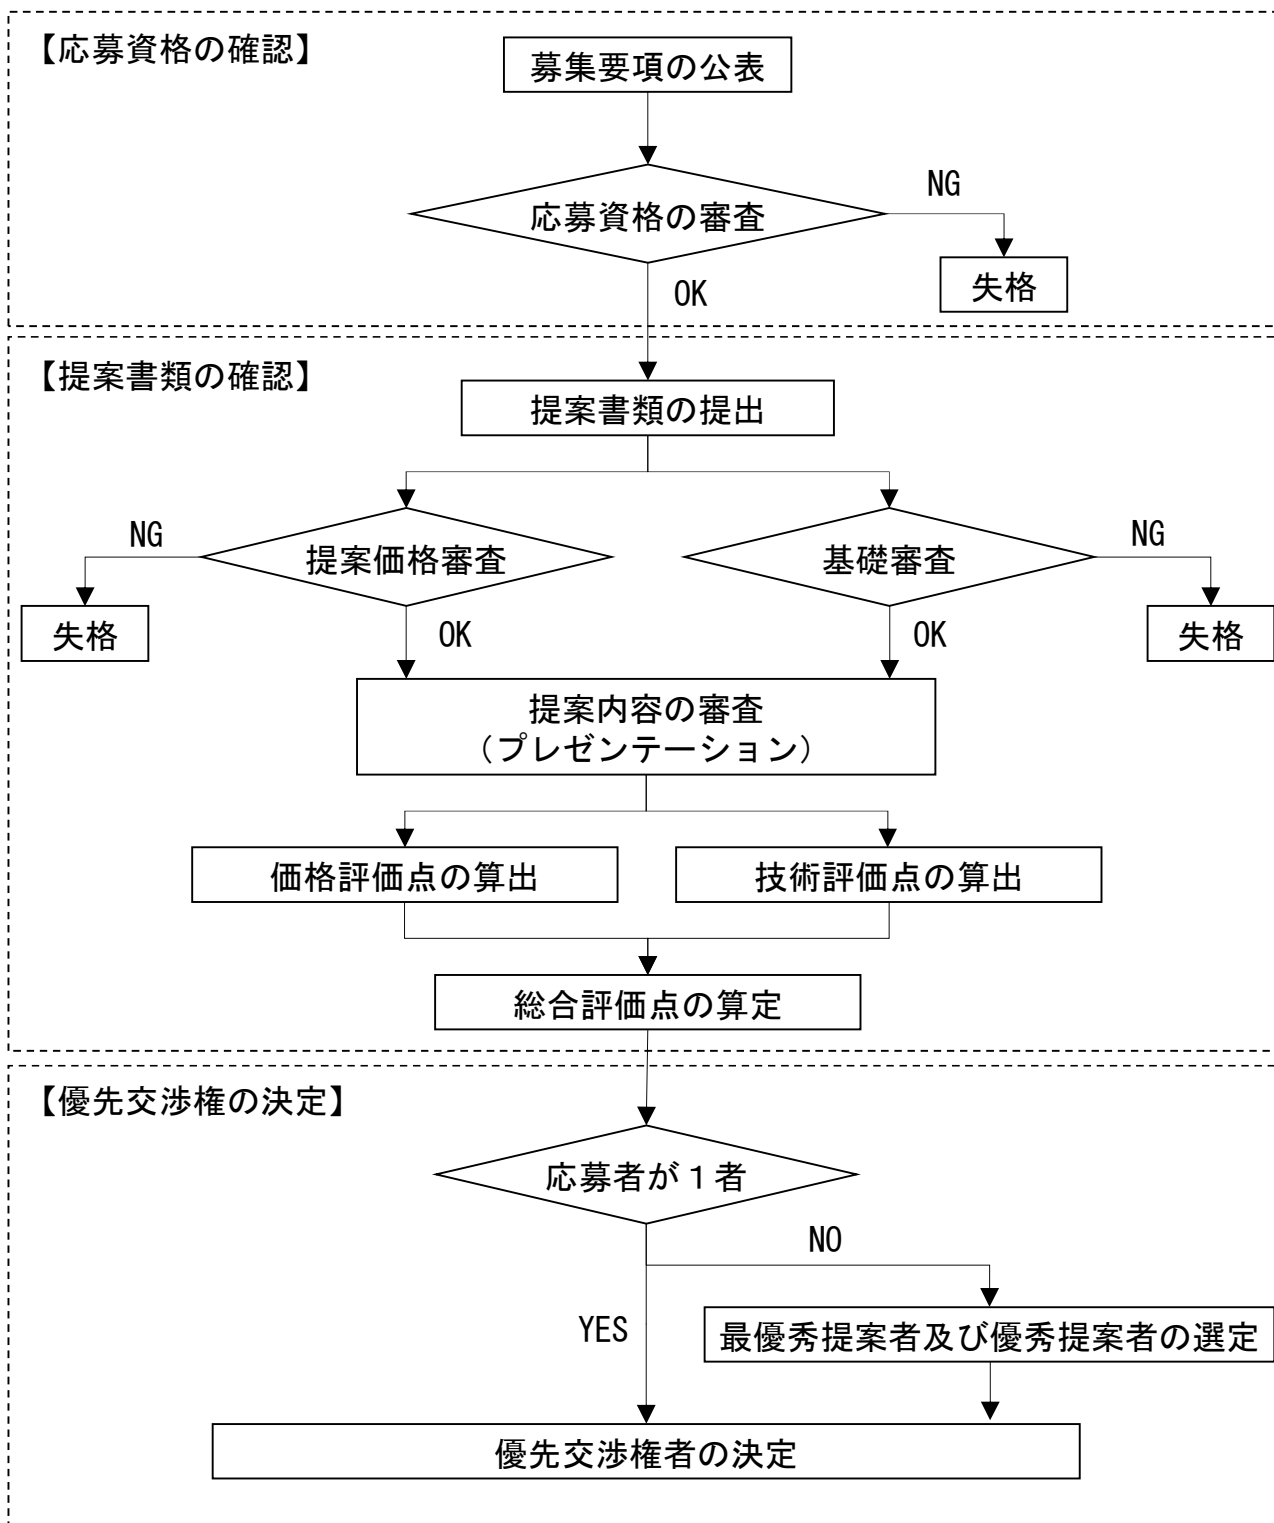 【応募資格の確認】
募集要項の公表
応募資格の審査
NG
失格
OK
【提案書類の確認】
提案書類の提出
NG
提案価格審査
基礎審査
NG
失格
OK
OK
失格
提案内容の審査
（プレゼンテーション）
価格評価点の算出
技術評価点の算出
総合評価点の算定
【優先交渉権の決定】
応募者が１者
NO
YES
最優秀提案者及び優秀提案者の選定
優先交渉権者の決定